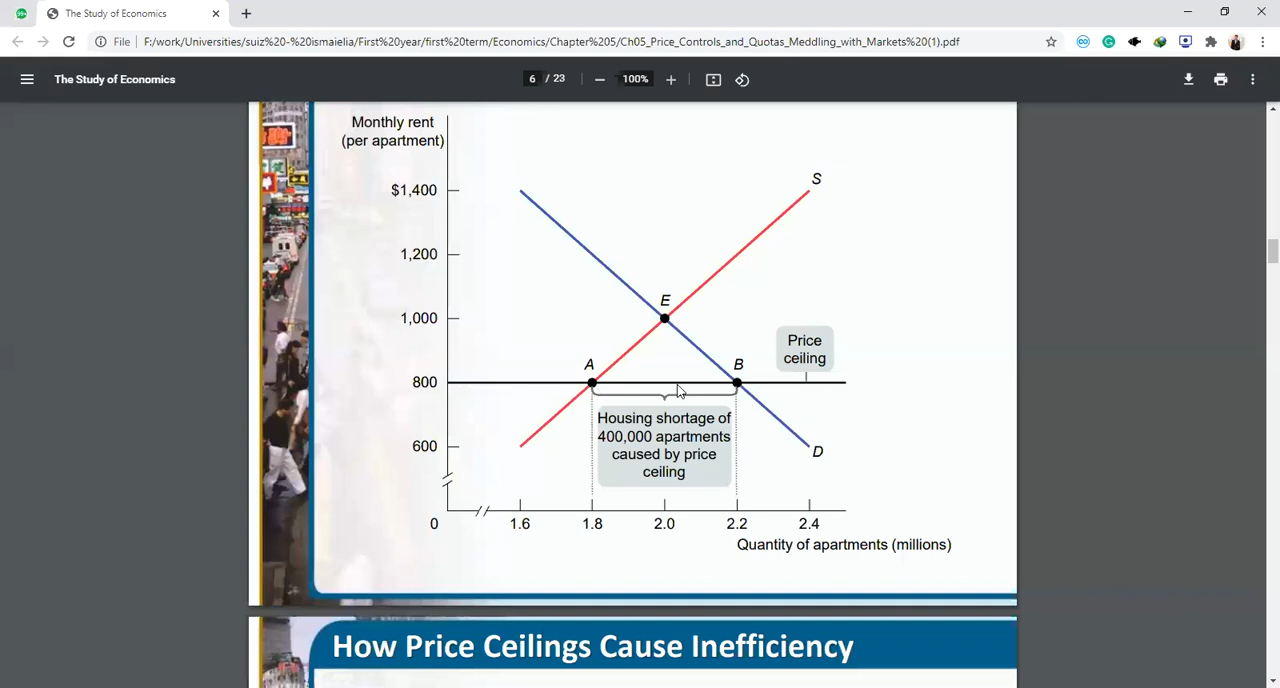 99+
The Study of Economics
File
F:/work/Universities/suiz%20-%20ismaielia/First%20year/first%20term/Economics/Chapter%205/Ch05_Price_Controls_and_Quotas_Meddling_with_Markets%20(1).pdf
The Study of Economics
6 / 23
100%
Monthly rent
(per apartment)
$1,400
S
1,200
E
1,000
Price
ceiling
A
B
800
Housing shortage of
400,000 apartments
caused by price
ceiling
600
D
0
1.6
1.8
2.0
2.2
2.4
Quantity of apartments (millions)
How Price Ceilings Cause Inefficiency